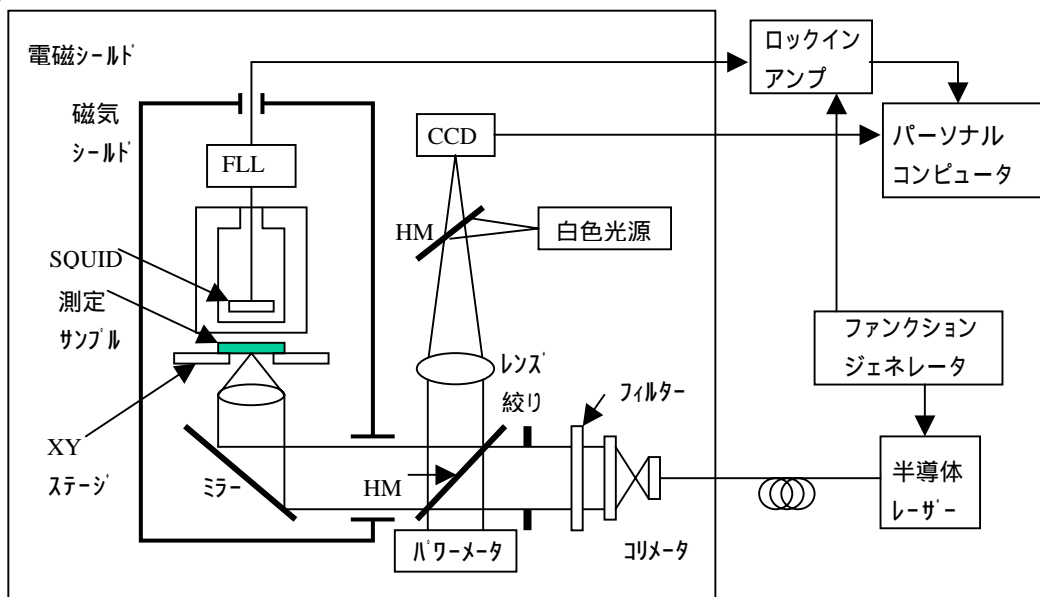 電磁シールド
磁気
シールド
FLL
SQUID
測定
サンプル
XY
ステージ
ミラー
HM
CCD
HM
白色光源
レンズ
絞り
フィルター
パワーメータ
コリメータ
ロックイン
アンプ
パーソナル
コンピュータ
ファンクション
ジェネレータ
半導体
レーザー